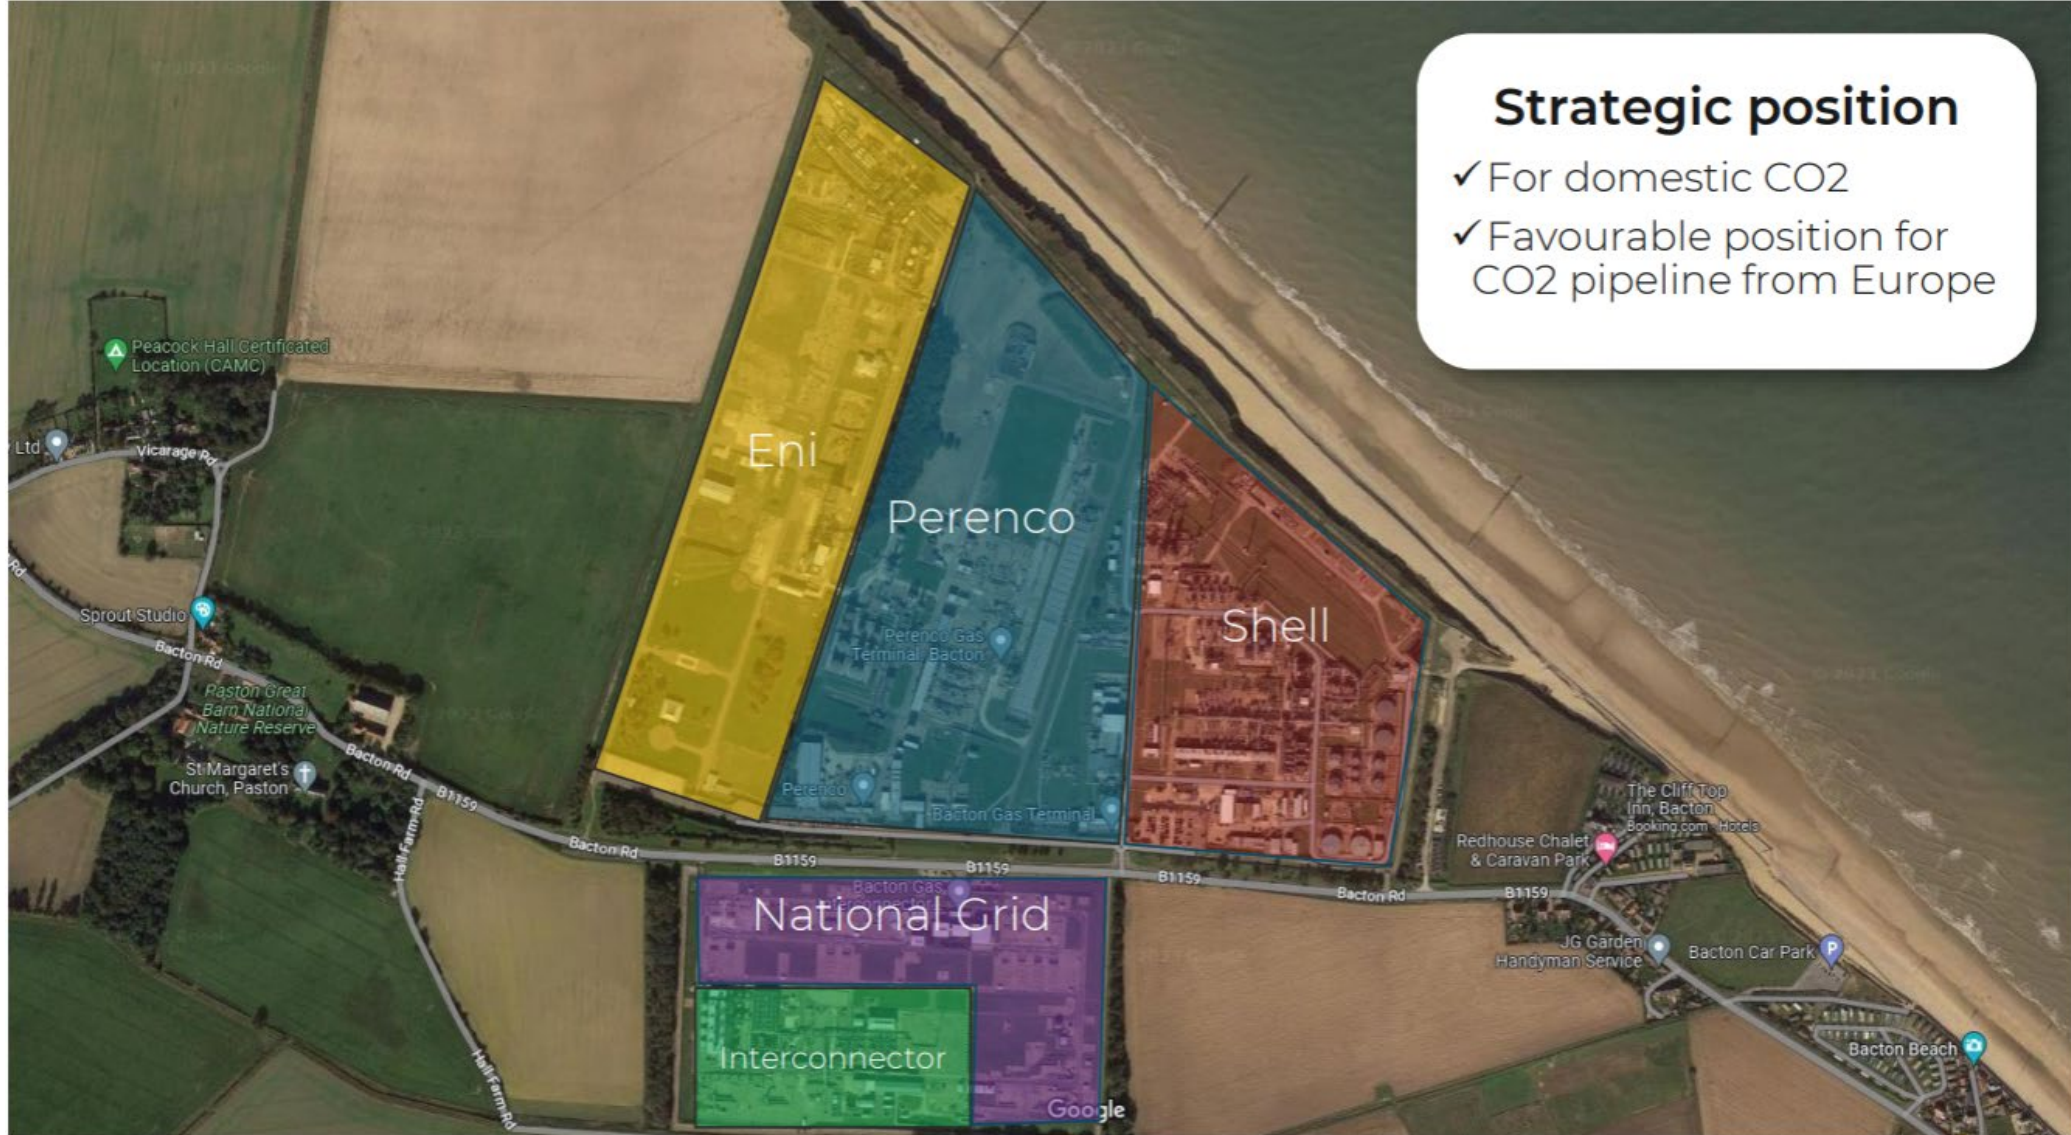 Strategic position
✓ For domestic CO2
✓ Favourable position for
CO2 pipeline from Europe
Eni
Perenco
Shell
National Grid
Interconnector
Peacock Hall Certificated
Location (CAMC)
Ltd
Vicarage Rd
Rd
Sprout Studio
Bacton Rd
Paston Great
Barn National
Nature Reserve
St Margaret's
Church, Paston
Bacton Rd
B1159
Hall Farm Rd
Bacton Rd
B1159
B1159
B1159
Bacton Rd
B1159
Hall Farm Rd
Perenco Gas
Terminal, Bacton
Perenco
Bacton Gas Terminal
Bacton Gas
The Cliff Top
Inn, Bacton
Booking.com · Hotels
Redhouse Chalet
& Caravan Park
JG Garden
Handyman Service
Bacton Car Park
P
Bacton Beach
Google